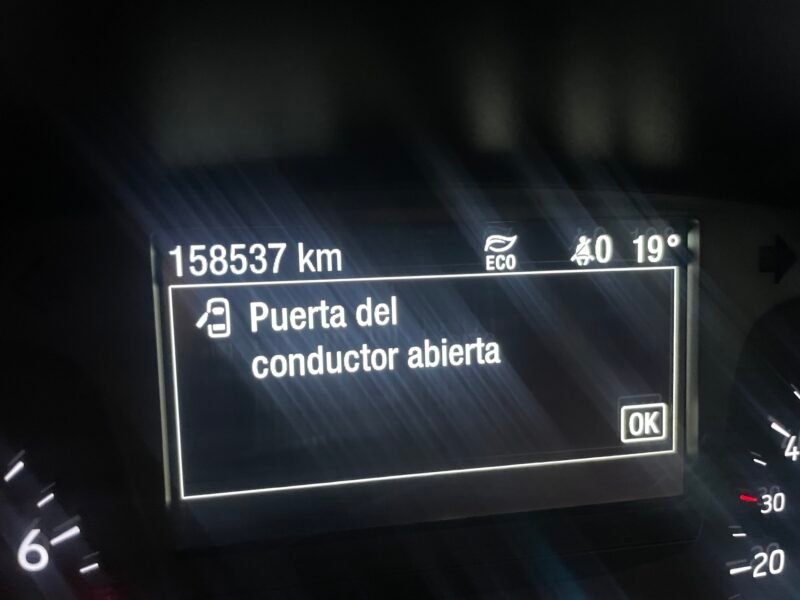 158537 km ECO 0 19°
Puerta del
conductor abierta
OK
6
4
30
20